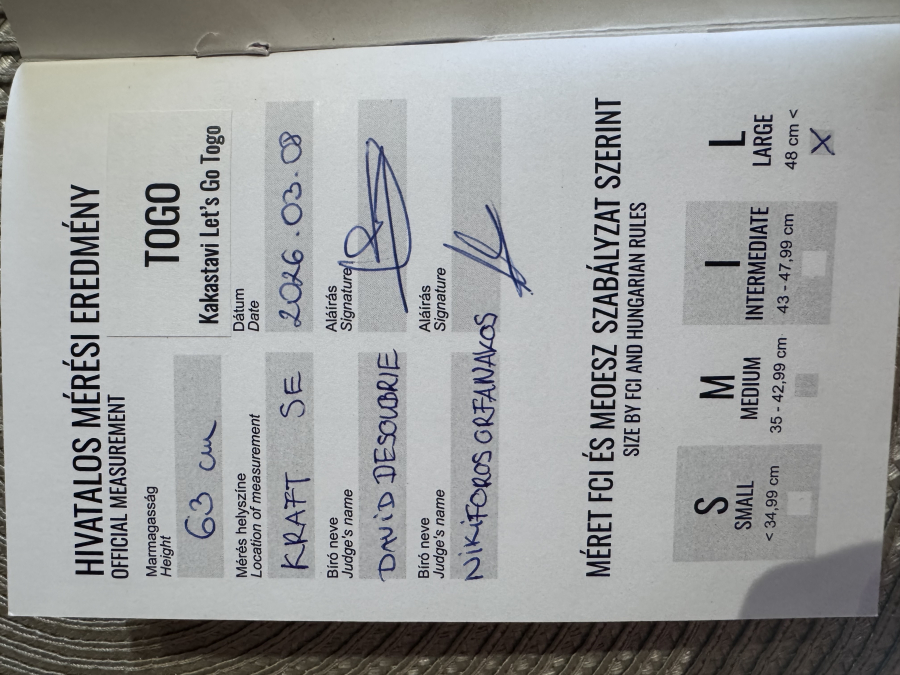 HIVATALOS MÉRÉSI EREDMÉNY
OFFICIAL MEASUREMENT
TOGO
Kakastavi Let's Go Togo
Marmagasság
Height
63 cm
Dátum
Date
2026.03.08
Mérés helyszíne
Location of measurement
KRAFT SE
Aláírás
Signature
Bíró neve
Judge's name
DAVID DESOUBRIE
Aláírás
Signature
Bíró neve
Judge's name
NIKIFOROS ORFANAKOS
MÉRET FCI ÉS MEOESZ SZABÁLYZAT SZERINT
SIZE BY FCI AND HUNGARIAN RULES
S
SMALL
< 34,99 cm
M
MEDIUM
35 - 42,99 cm
I
INTERMEDIATE
43 - 47,99 cm
L
LARGE
48 cm <
X